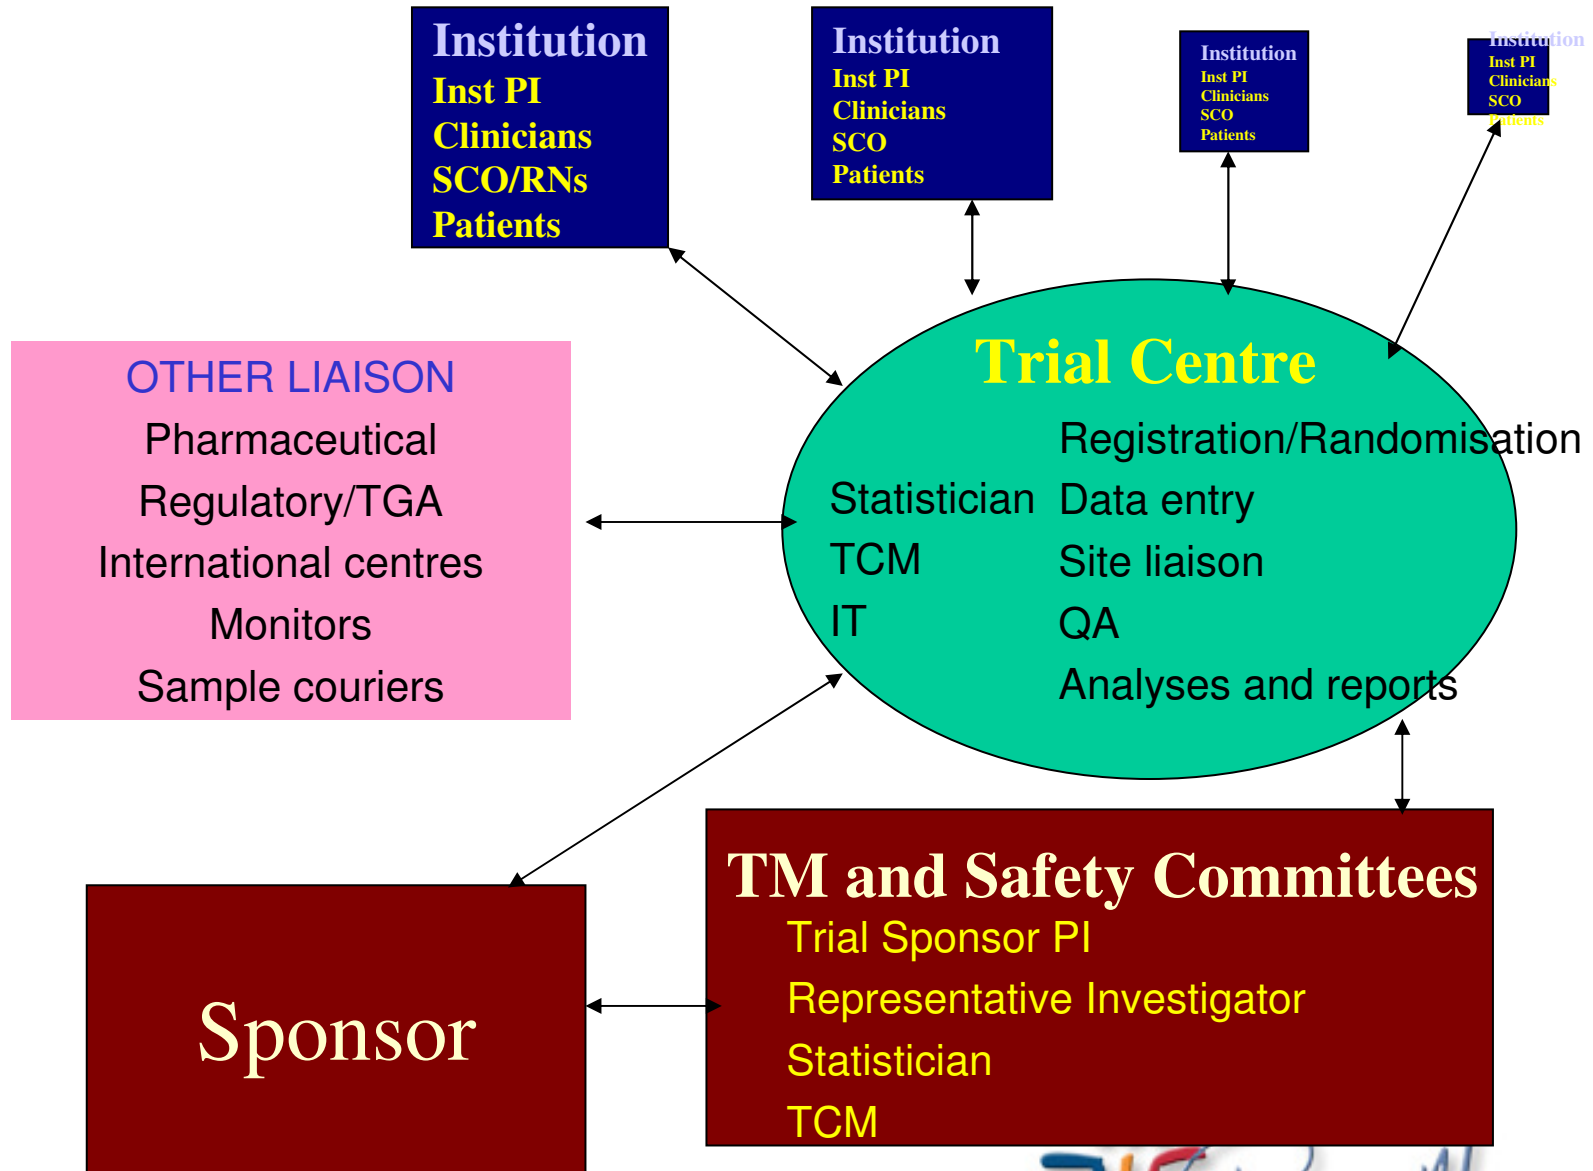 Institution
Inst PI
Clinicians
SCO/RNs
Patients
Institution
Inst PI
Clinicians
SCO
Patients
Institution
Inst PI
Clinicians
SCO
Patients
Institution
Inst PI
Clinicians
SCO
Patients
OTHER LIAISON
Pharmaceutical
Regulatory/TGA
International centres
Monitors
Sample couriers
Trial Centre
Statistician
TCM
IT
Registration/Randomisation
Data entry
Site liaison
QA
Analyses and reports
Sponsor
TM and Safety Committees
Trial Sponsor PI
Representative Investigator
Statistician
TCM